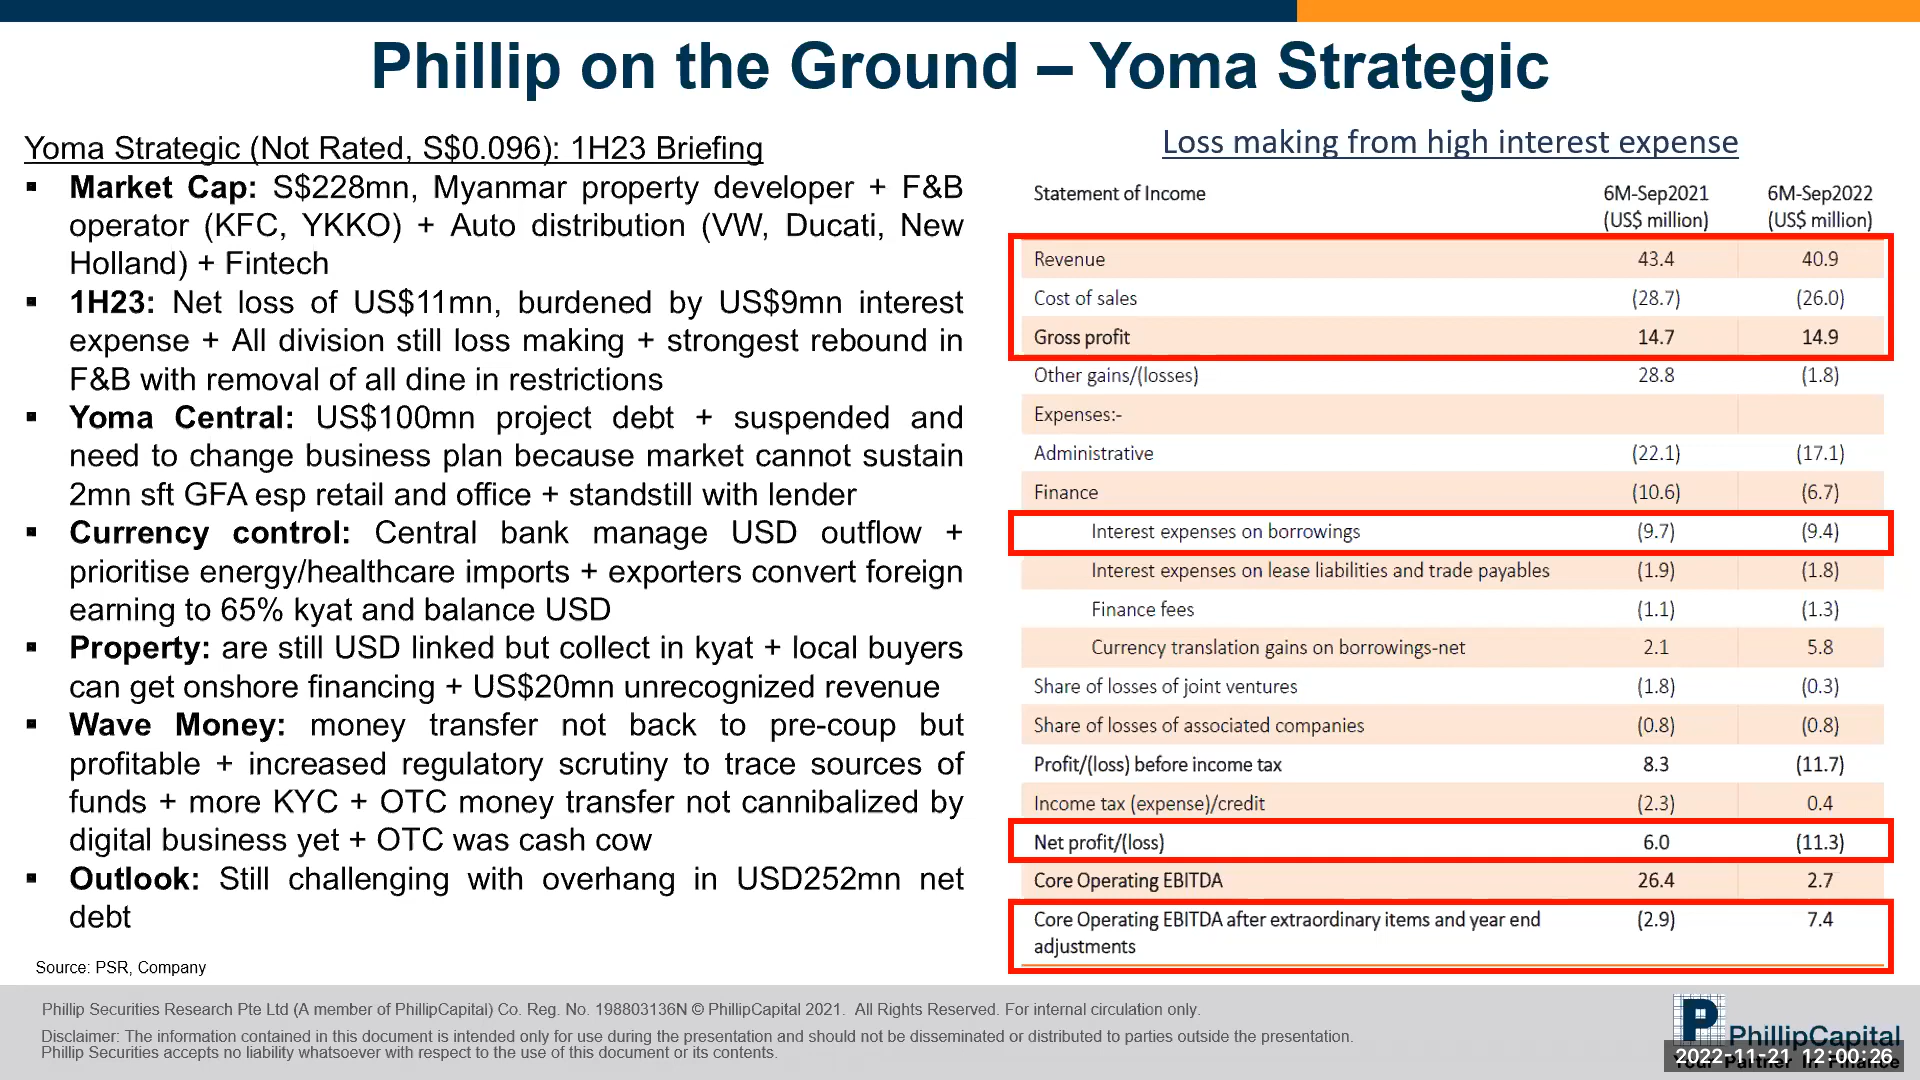 Phillip on the Ground – Yoma Strategic
Yoma Strategic (Not Rated, S$0.096): 1H23 Briefing
▪ Market Cap: S$228mn, Myanmar property developer + F&B
operator (KFC, YKKO) + Auto distribution (VW, Ducati, New
Holland) + Fintech
▪ 1H23: Net loss of US$11mn, burdened by US$9mn interest
expense + All division still loss making + strongest rebound in
F&B with removal of all dine in restrictions
▪ Yoma Central: US$100mn project debt + suspended and
need to change business plan because market cannot sustain
2mn sft GFA esp retail and office + standstill with lender
▪ Currency control: Central bank manage USD outflow +
prioritise energy/healthcare imports + exporters convert foreign
earning to 65% kyat and balance USD
▪ Property: are still USD linked but collect in kyat + local buyers
can get onshore financing + US$20mn unrecognized revenue
▪ Wave Money: money transfer not back to pre-coup but
profitable + increased regulatory scrutiny to trace sources of
funds + more KYC + OTC money transfer not cannibalized by
digital business yet + OTC was cash cow
▪ Outlook: Still challenging with overhang in USD252mn net
debt
Source: PSR, Company
Loss making from high interest expense
Statement of Income 6M-Sep2021 6M-Sep2022
(US$ million) (US$ million)
Revenue 43.4 40.9
Cost of sales (28.7) (26.0)
Gross profit 14.7 14.9
Other gains/(losses) 28.8 (1.8)
Expenses:-
Administrative (22.1) (17.1)
Finance (10.6) (6.7)
Interest expenses on borrowings (9.7) (9.4)
Interest expenses on lease liabilities and trade payables (1.9) (1.8)
Finance fees (1.1) (1.3)
Currency translation gains on borrowings-net 2.1 5.8
Share of losses of joint ventures (1.8) (0.3)
Share of losses of associated companies (0.8) (0.8)
Profit/(loss) before income tax 8.3 (11.7)
Income tax (expense)/credit (2.3) 0.4
Net profit/(loss) 6.0 (11.3)
Core Operating EBITDA 26.4 2.7
Core Operating EBITDA after extraordinary items and year end (2.9) 7.4
adjustments
Phillip Securities Research Pte Ltd (A member of PhillipCapital) Co. Reg. No. 198803136N © PhillipCapital 2021. All Rights Reserved. For internal circulation only.
Disclaimer: The information contained in this document is intended only for use during the presentation and should not be disseminated or distributed to parties outside the presentation.
Phillip Securities accepts no liability whatsoever with respect to the use of this document or its contents.
P
PhillipCapital
Your Partner In Finance
2022-11-21 12:00:26